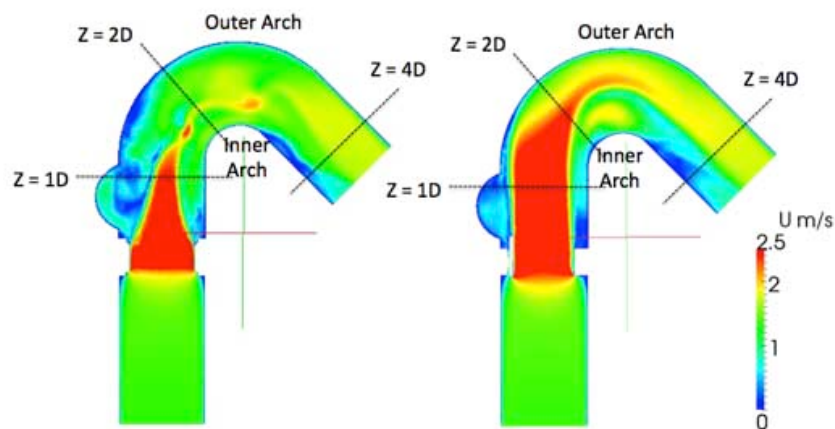 Outer Arch
Z = 2D
Z = 4D
Inner
Arch
Z = 1D
Outer Arch
Z = 2D
Z = 4D
Inner
Arch
Z = 1D
U m/s
2.5
2
1
0